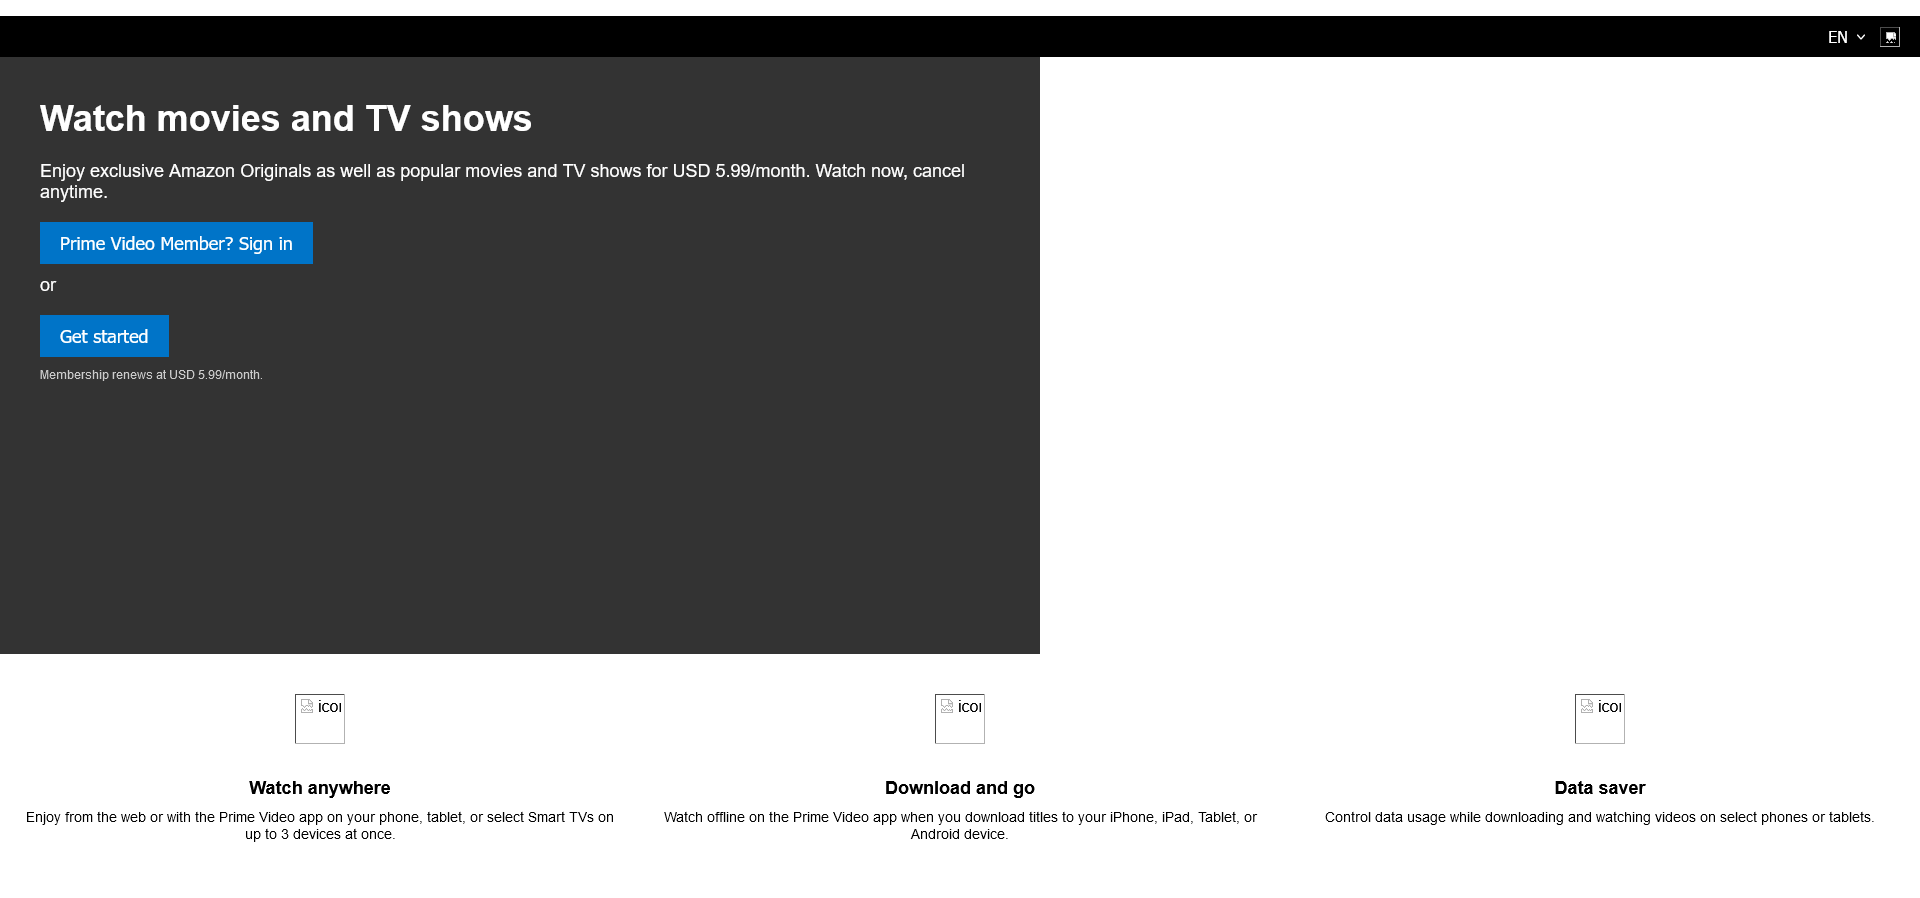 EN
Watch movies and TV shows
Enjoy exclusive Amazon Originals as well as popular movies and TV shows for USD 5.99/month. Watch now, cancel
anytime.
Prime Video Member? Sign in
or
Get started
Membership renews at USD 5.99/month.
icon
icon
icon
Watch anywhere
Enjoy from the web or with the Prime Video app on your phone, tablet, or select Smart TVs on
up to 3 devices at once.
Download and go
Watch offline on the Prime Video app when you download titles to your iPhone, iPad, Tablet, or
Android device.
Data saver
Control data usage while downloading and watching videos on select phones or tablets.